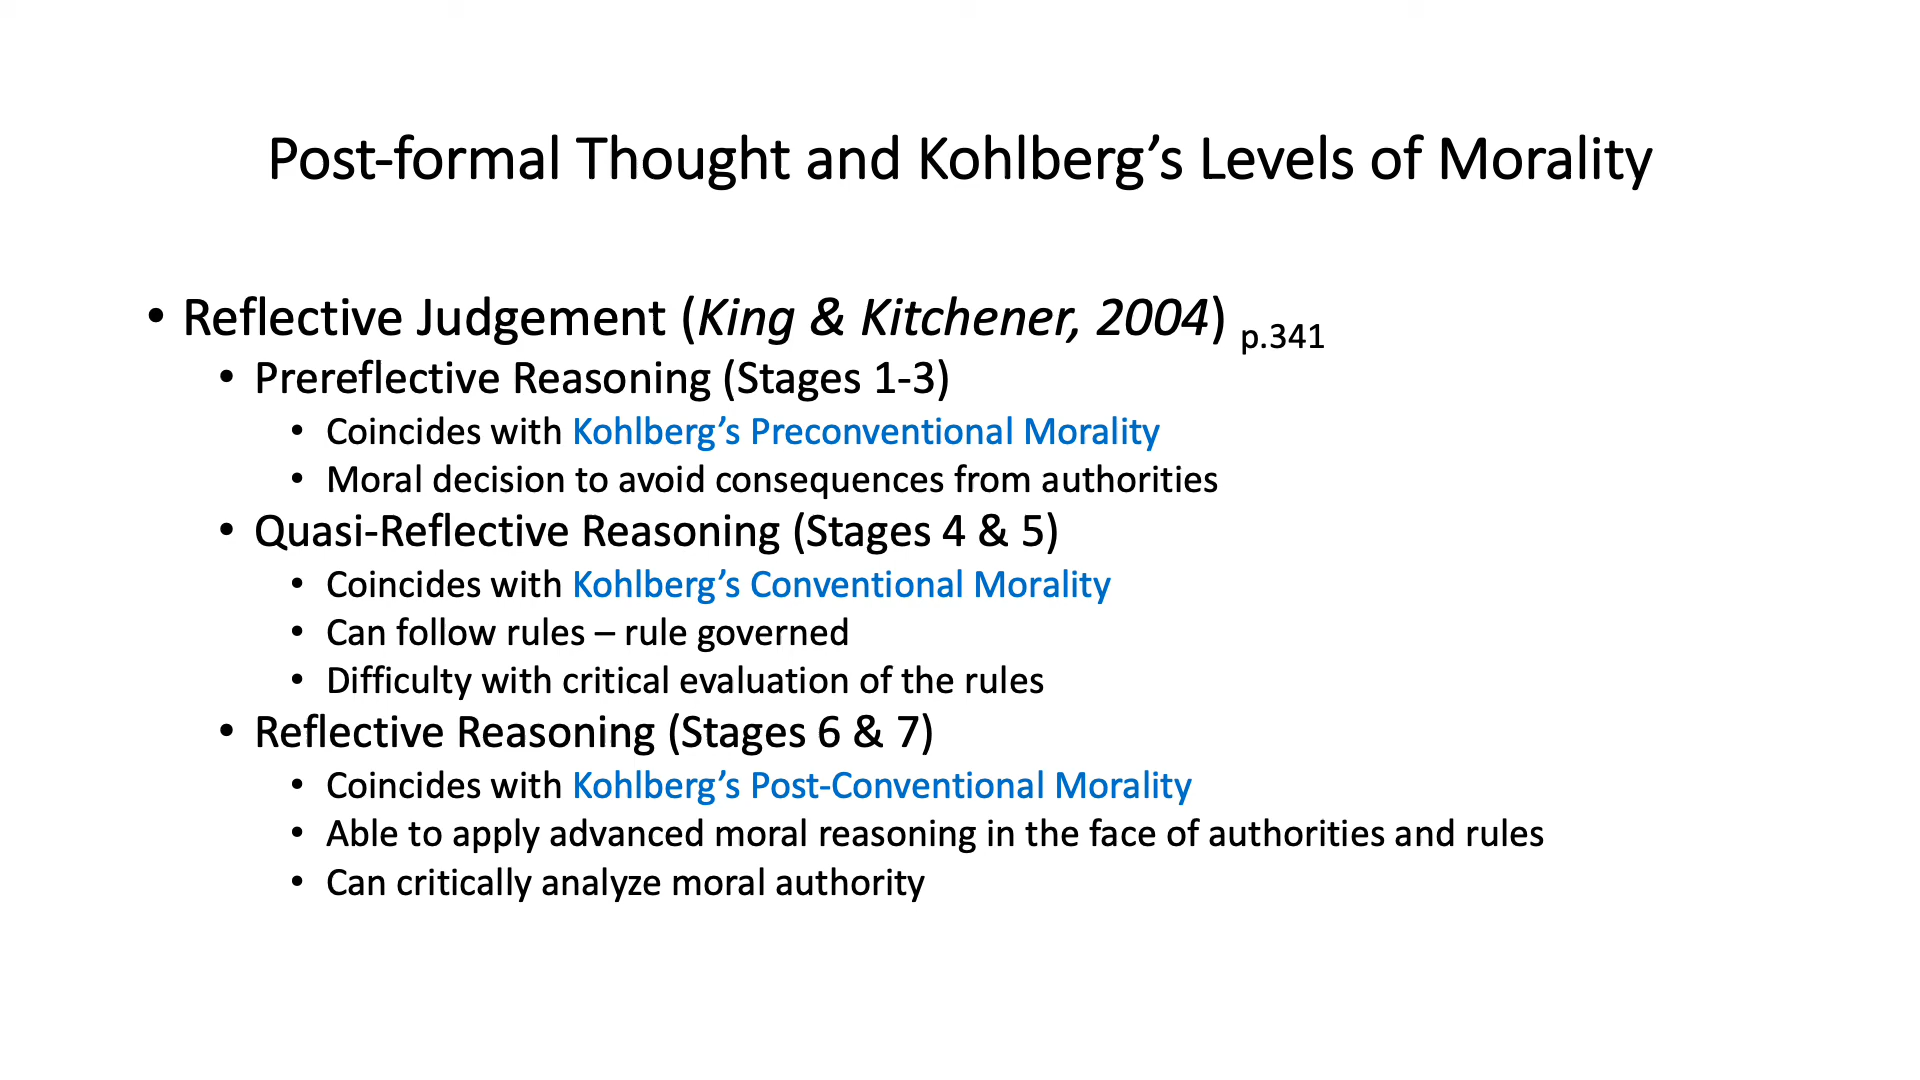 Post-formal Thought and Kohlberg’s Levels of Morality
• Reflective Judgement (King & Kitchener, 2004) p.341
• Prereflective Reasoning (Stages 1-3)
• Coincides with Kohlberg’s Preconventional Morality
• Moral decision to avoid consequences from authorities
• Quasi-Reflective Reasoning (Stages 4 & 5)
• Coincides with Kohlberg’s Conventional Morality
• Can follow rules – rule governed
• Difficulty with critical evaluation of the rules
• Reflective Reasoning (Stages 6 & 7)
• Coincides with Kohlberg’s Post-Conventional Morality
• Able to apply advanced moral reasoning in the face of authorities and rules
• Can critically analyze moral authority